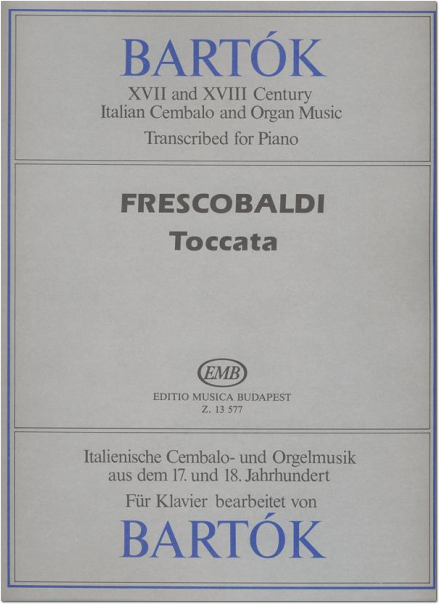 BARTÓK
XVII and XVIII Century
Italian Cembalo and Organ Music
Transcribed for Piano
FRESCOBALDI
Toccata
EMB
EDITIO MUSICA BUDAPEST
Z. 13 577
Italienische Cembalo- und Orgelmusik
aus dem 17. und 18. Jahrhundert
Für Klavier bearbeitet von
BARTÓK